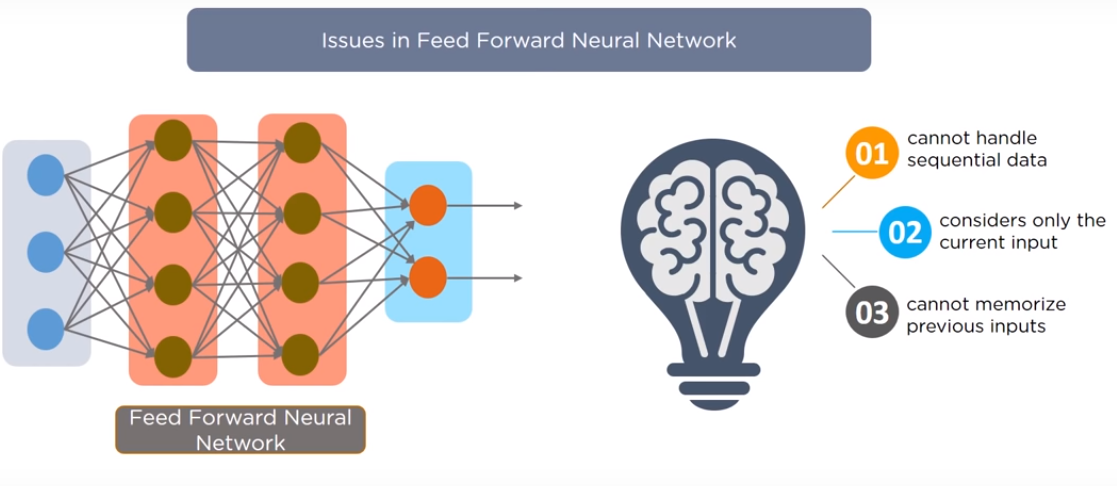 Issues in Feed Forward Neural Network
Feed Forward Neural
Network
01
cannot handle
sequential data
02
considers only the
current input
03
cannot memorize
previous inputs